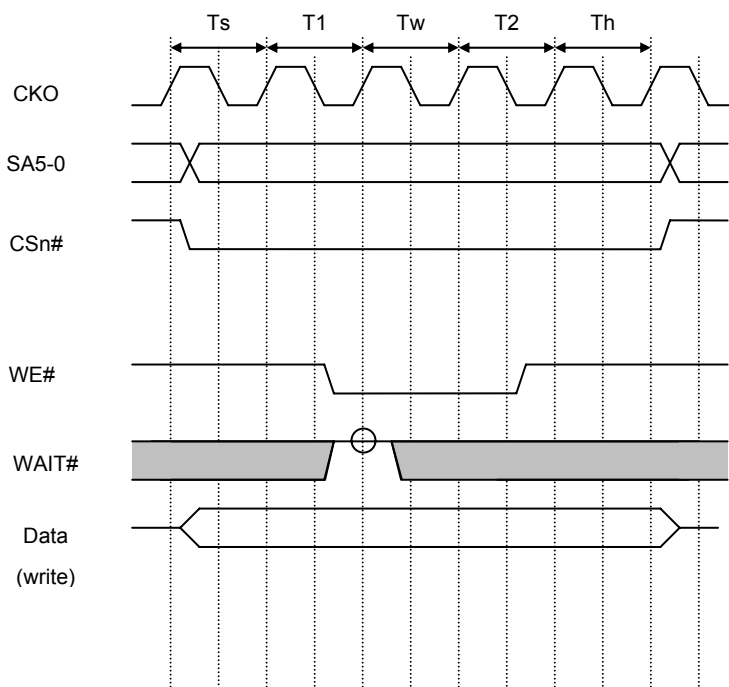 Ts T1 Tw T2 Th
CKO
SA5-0
CSn#
WE#
WAIT#
Data
(write)